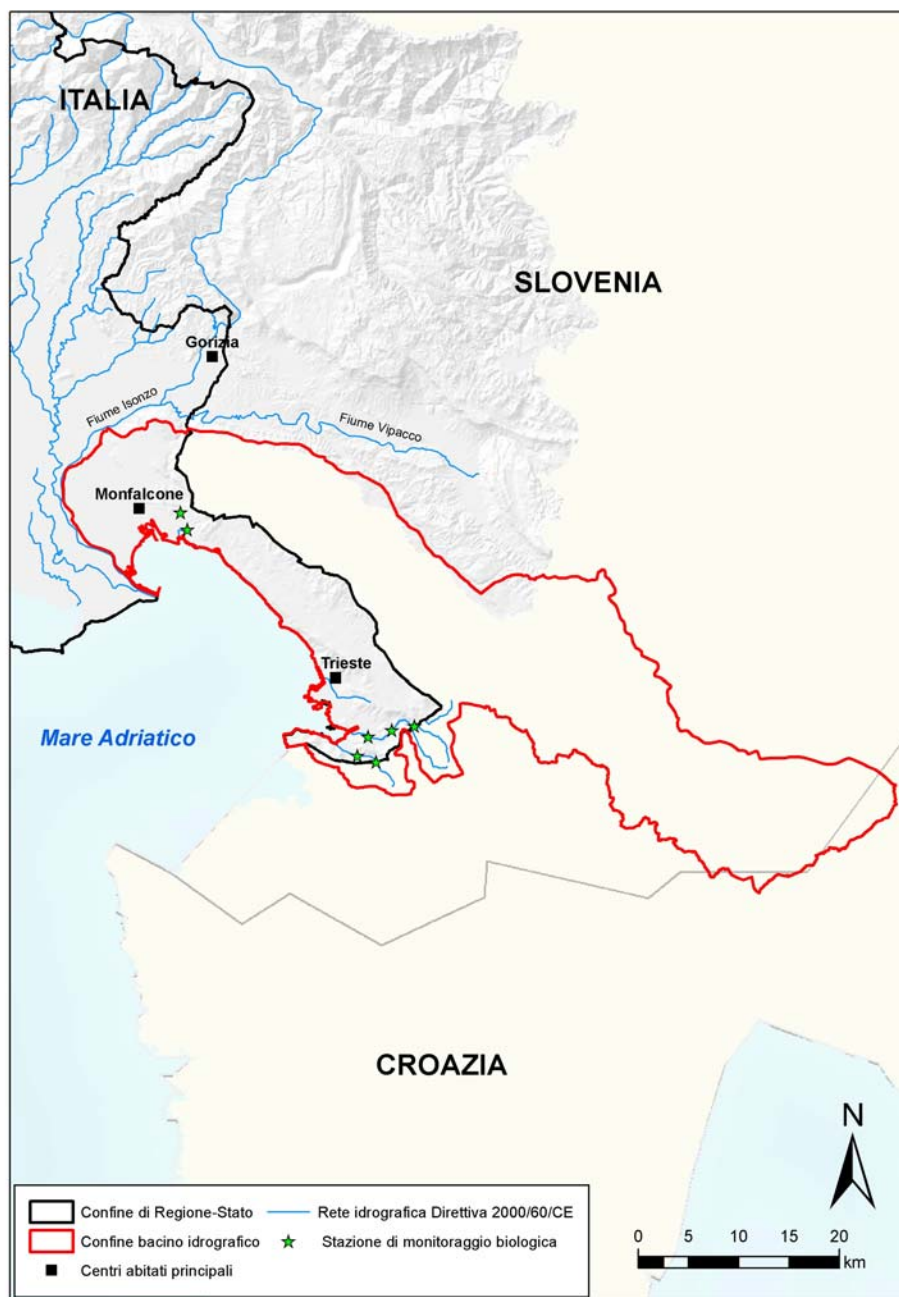 ITALIA
SLOVENIA
Gorizia
Fiume Isonzo
Fiume Vipacco
Monfalcone
Trieste
Mare Adriatico
CROAZIA
N
Confine di Regione-Stato
Rete idrografica Direttiva 2000/60/CE
Confine bacino idrografico
Stazione di monitoraggio biologica
Centri abitati principali
0 5 10 15 20
km